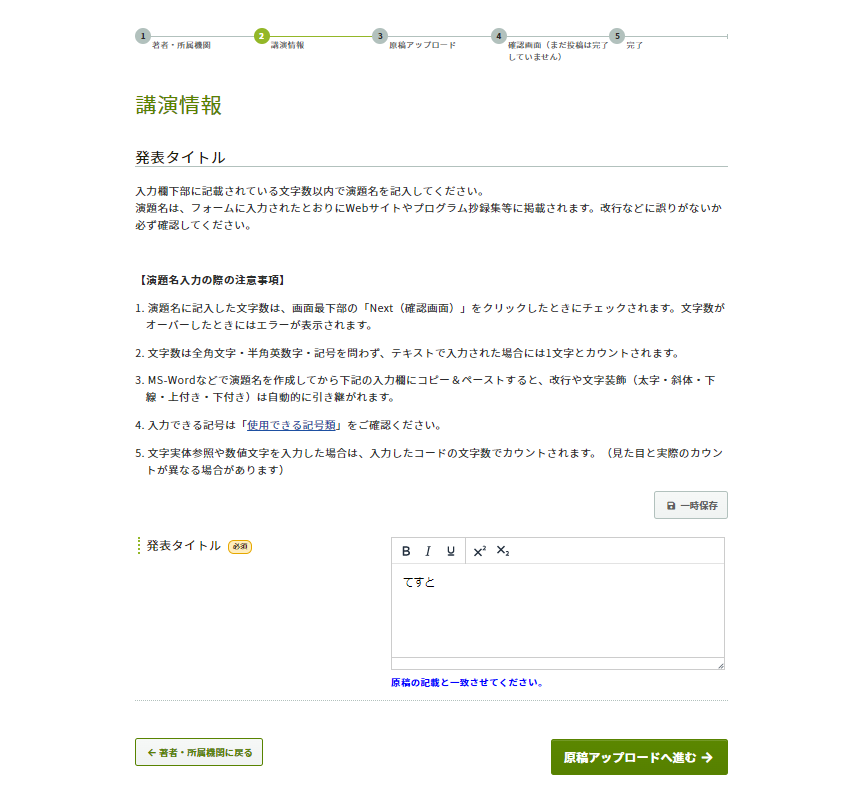 1 著者・所属機関
2 講演情報
3 原稿アップロード
4 確認画面（まだ投稿は完了
していません）
5 完了
講演情報
発表タイトル
入力欄下部に記載されている文字数以内で演題名を記入してください。
演題名は、フォームに入力されたとおりにWebサイトやプログラム抄録集等に掲載されます。改行などに誤りがないか
必ず確認してください。
【演題名入力の際の注意事項】
1. 演題名に記入した文字数は、画面最下部の「Next（確認画面）」をクリックしたときにチェックされます。文字数が
オーバーしたときにはエラーが表示されます。
2. 文字数は全角文字・半角英数字・記号を問わず、テキストで入力された場合には1文字とカウントされます。
3. MS-Wordなどで演題名を作成してから下記の入力欄にコピー＆ペーストすると、改行や文字装飾（太字・斜体・下
線・上付き・下付き）は自動的に引き継がれます。
4. 入力できる記号は「使用できる記号類」をご確認ください。
5. 文字実体参照や数値文字を入力した場合は、入力したコードの文字数でカウントされます。（見た目と実際のカウン
トが異なる場合があります）
一時保存
発表タイトル 必須
B I U X² X₂
てすと
原稿の記載と一致させてください。
← 著者・所属機関に戻る
原稿アップロードへ進む →